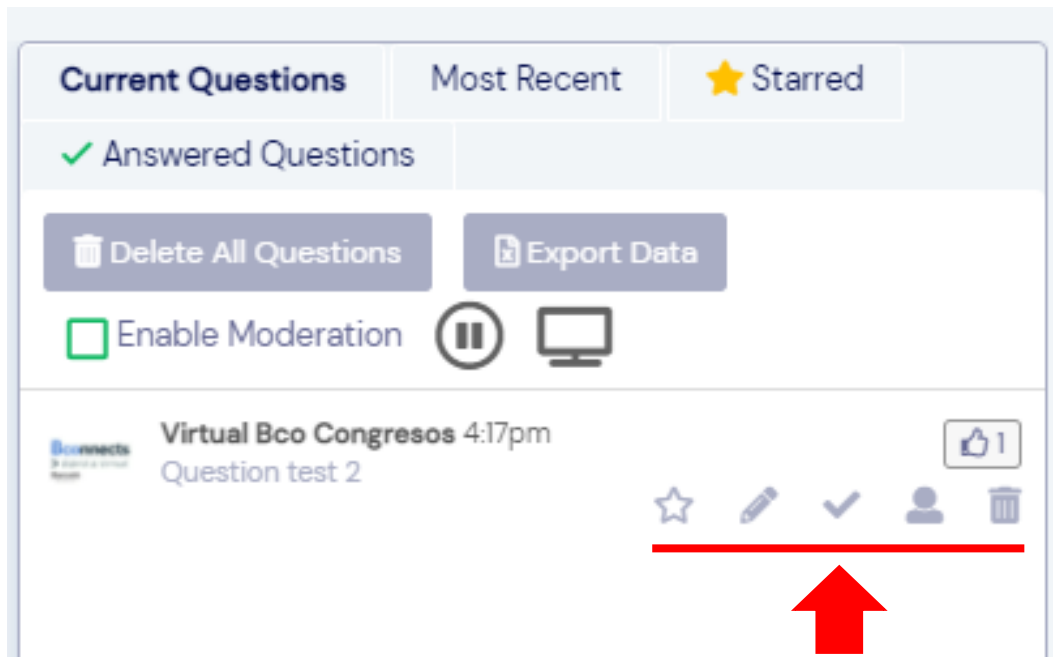 Current Questions Most Recent Starred
Answered Questions
Delete All Questions Export Data
Enable Moderation
Virtual Bco Congresos 4:17pm
1
Question test 2
Bconnects